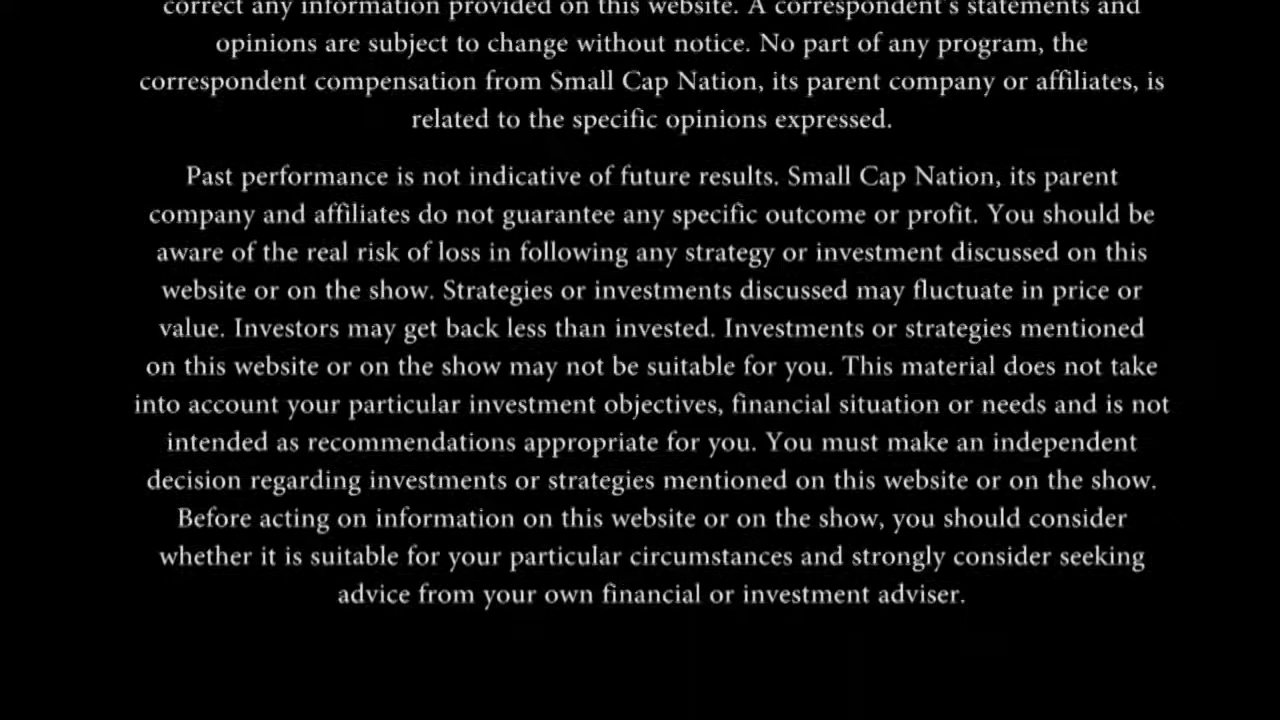 correct any information provided on this website. A correspondent's statements and
opinions are subject to change without notice. No part of any program, the
correspondent compensation from Small Cap Nation, its parent company or affiliates, is
related to the specific opinions expressed.
Past performance is not indicative of future results. Small Cap Nation, its parent
company and affiliates do not guarantee any specific outcome or profit. You should be
aware of the real risk of loss in following any strategy or investment discussed on this
website or on the show. Strategies or investments discussed may fluctuate in price or
value. Investors may get back less than invested. Investments or strategies mentioned
on this website or on the show may not be suitable for you. This material does not take
into account your particular investment objectives, financial situation or needs and is not
intended as recommendations appropriate for you. You must make an independent
decision regarding investments or strategies mentioned on this website or on the show.
Before acting on information on this website or on the show, you should consider
whether it is suitable for your particular circumstances and strongly consider seeking
advice from your own financial or investment adviser.